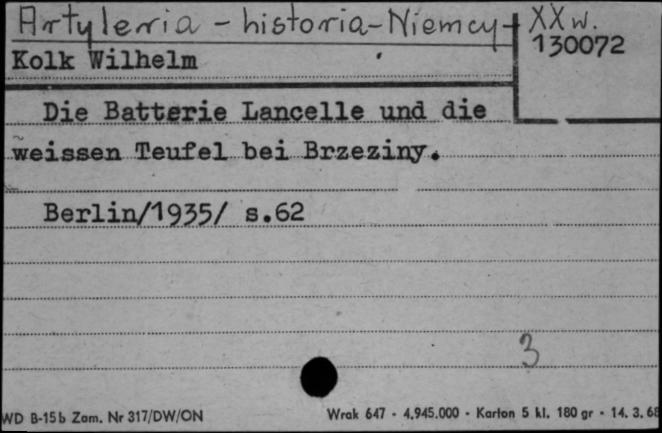 Artyleria - historia - Niemcy - XX w.
130072
Kolk Wilhelm
Die Batterie Lancelle und die
weissen Teufel bei Brzeziny.
Berlin/1935/ s.62
3
WD B-15b Zam. Nr 317/DW/ON Wrak 647 - 4.945.000 - Karton 5 kl. 180 gr - 14. 3. 68